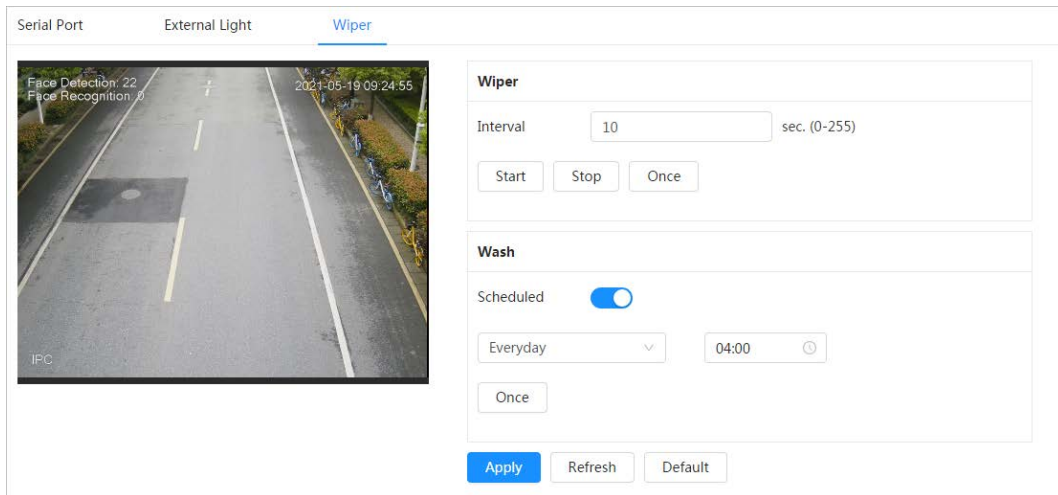 Serial Port External Light Wiper
Face Detection: 22
Face Recognition: 0
2021-05-19 09:24:55
IPC
Wiper
Interval 10 sec. (0-255)
Start Stop Once
Wash
Scheduled
Everyday 04:00
Once
Apply Refresh Default